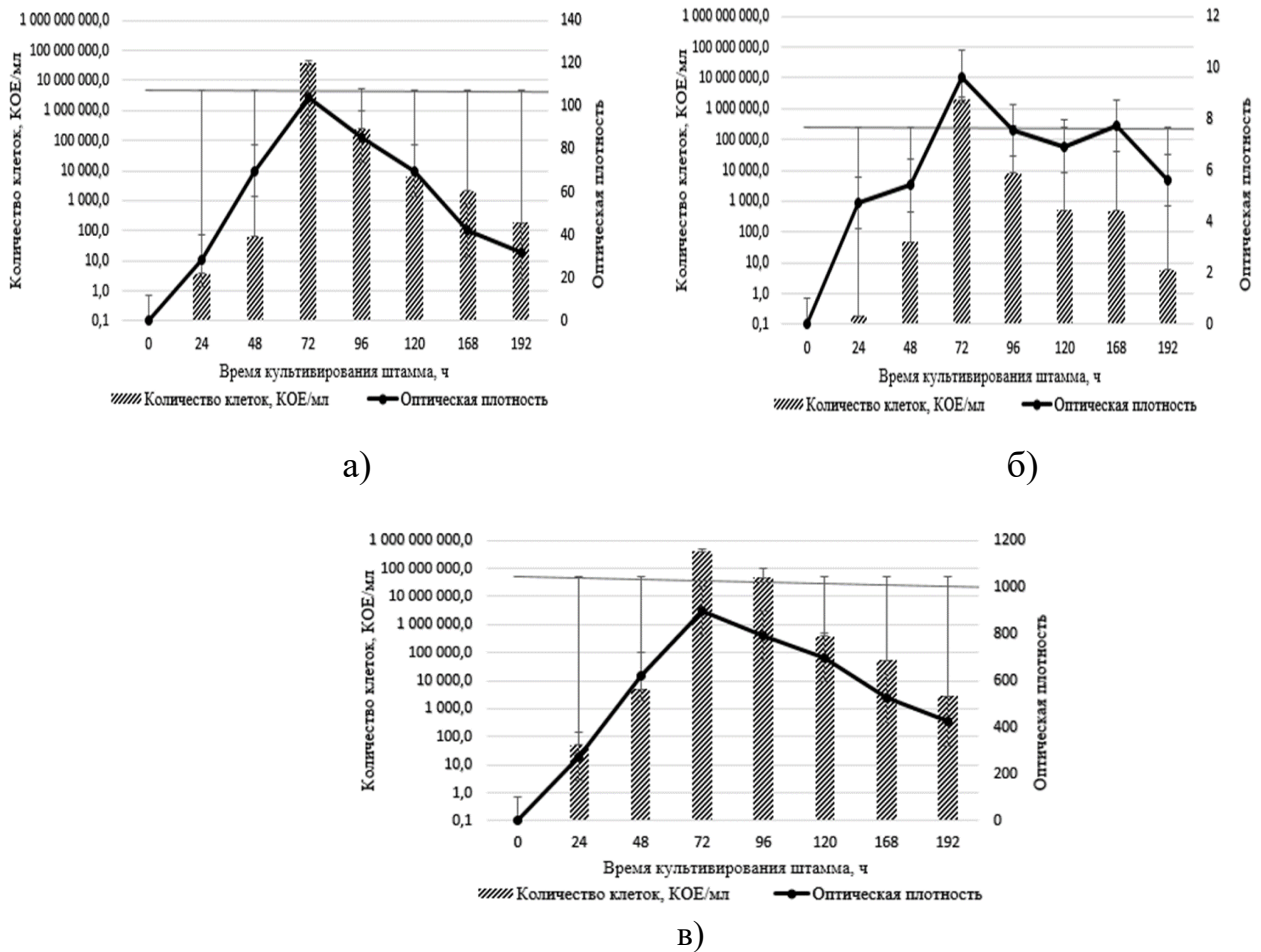 Количество клеток, КОЕ/мл
1 000 000 000,0
100 000 000,0
10 000 000,0
1 000 000,0
100 000,0
10 000,0
1 000,0
100,0
10,0
1,0
0,1
140
120
100
80
60
40
20
0
Оптическая плотность
0 24 48 72 96 120 168 192
Время культивирования штамма, ч
Количество клеток, КОЕ/мл Оптическая плотность
а)
Количество клеток, КОЕ/мл
1 000 000 000,0
100 000 000,0
10 000 000,0
1 000 000,0
100 000,0
10 000,0
1 000,0
100,0
10,0
1,0
0,1
12
10
8
6
4
2
0
Оптическая плотность
0 24 48 72 96 120 168 192
Время культивирования штамма, ч
Количество клеток, КОЕ/мл Оптическая плотность
б)
Количество клеток, КОЕ/мл
1 000 000 000,0
100 000 000,0
10 000 000,0
1 000 000,0
100 000,0
10 000,0
1 000,0
100,0
10,0
1,0
0,1
1200
1000
800
600
400
200
0
Оптическая плотность
0 24 48 72 96 120 168 192
Время культивирования штамма, ч
Количество клеток, КОЕ/мл Оптическая плотность
в)